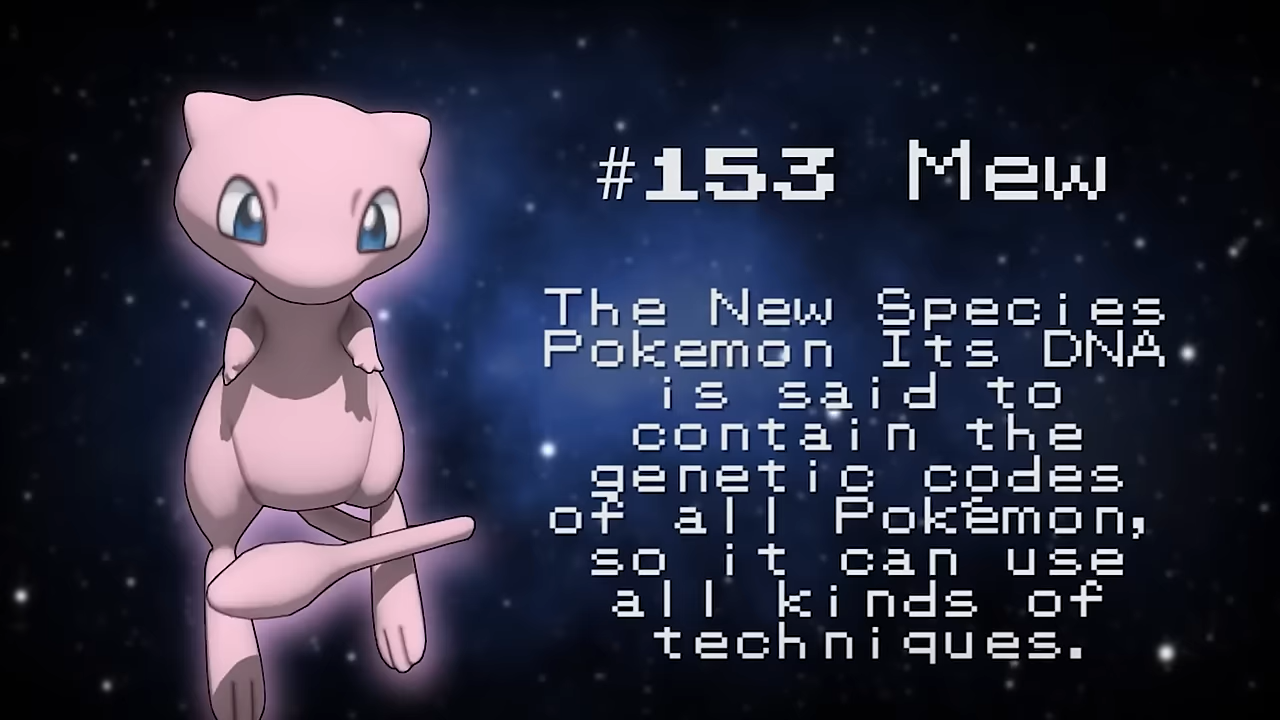 #153 Mew
The New Species
Pokemon Its DNA
is said to
contain the
genetic codes
of all Pokémon,
so it can use
all kinds of
techniques.